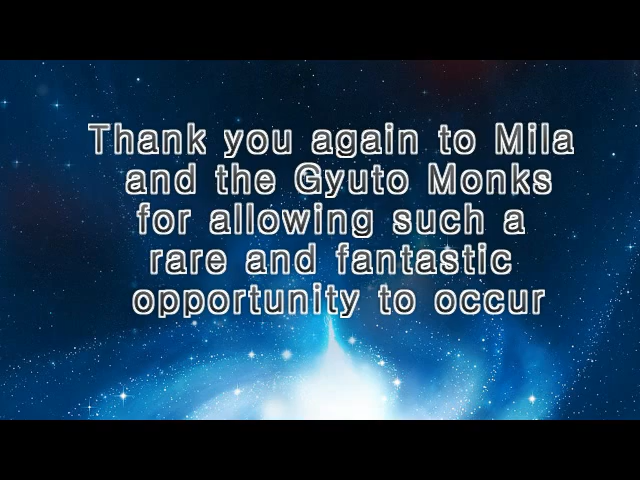 Thank you again to Mila
and the Gyuto Monks
for allowing such a
rare and fantastic
opportunity to occur